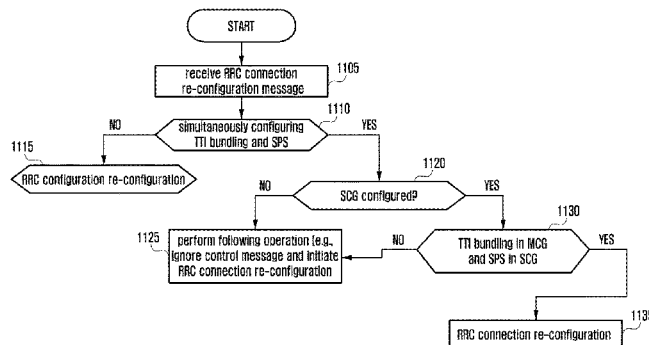 START
1105
receive RRC connection
re-configuration message
1110
simultaneously configuring
TTI bundling and SPS
NO
YES
1115
RRC configuration re-configuration
1120
SCG configured?
NO
YES
1125
perform following operation (e.g.,
ignore control message and initiate
RRC connection re-configuration
1130
TTI bundling in MCG
and SPS in SCG
NO
YES
1135
RRC connection re-configuration